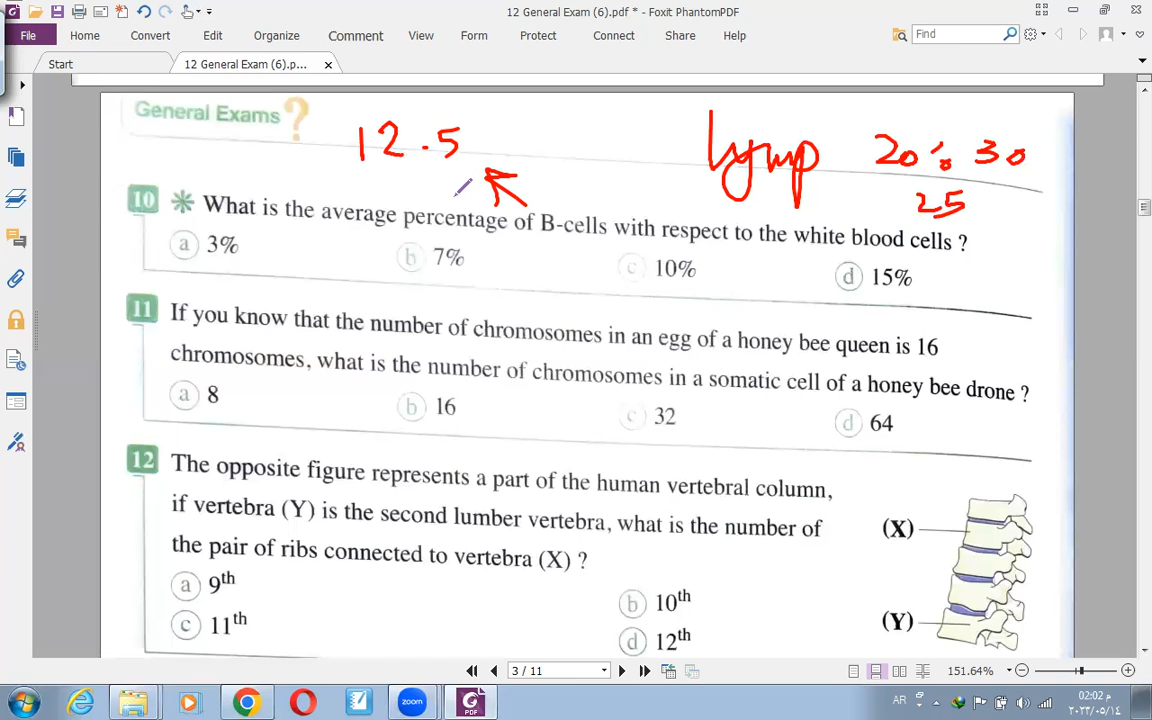 12 General Exam (6).pdf * - Foxit PhantomPDF
File Home Convert Edit Organize Comment View Form Protect Connect Share Help Find
Start 12 General Exam (6).p...
General Exams ?
12.5 Lymp 20 : 30
25
10 What is the average percentage of B-cells with respect to the white blood cells ?
a 3% b 7% c 10% d 15%
11 If you know that the number of chromosomes in an egg of a honey bee queen is 16
chromosomes, what is the number of chromosomes in a somatic cell of a honey bee drone ?
a 8 b 16 c 32 d 64
12 The opposite figure represents a part of the human vertebral column,
if vertebra (Y) is the second lumber vertebra, what is the number of
the pair of ribs connected to vertebra (X) ?
(X)
a 9th b 10th
c 11th d 12th
(Y)
3 / 11 151.64%
zoom PDF AR 02:02 م
٢٠٢٣/٠٥/١٤